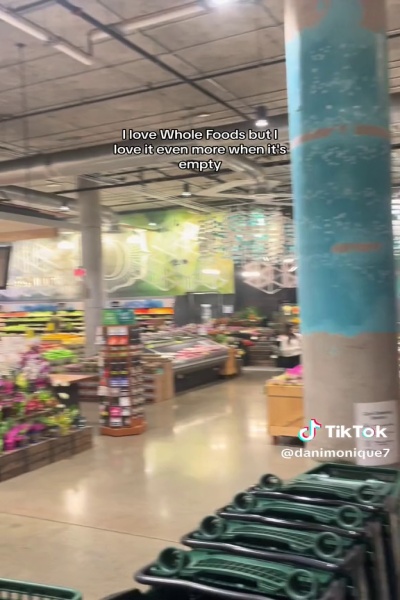 I love Whole Foods but I
love it even more when it's
empty
TikTok
@danimonique7